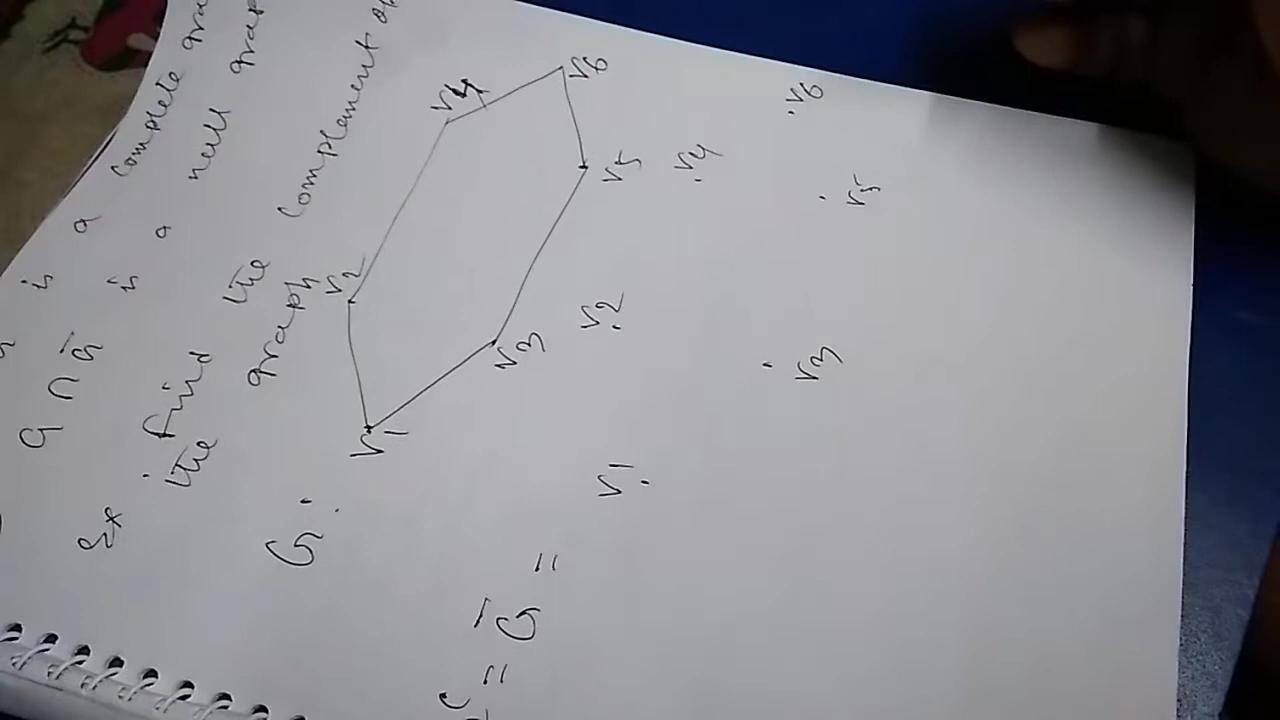 is a complete
G ∩ G̅ is a null
Ex: find the complement of
the graph
G:
v1
v2
v3
v4
v5
v6
= G̅ =
v1
v2
v3
v4
v5
v6